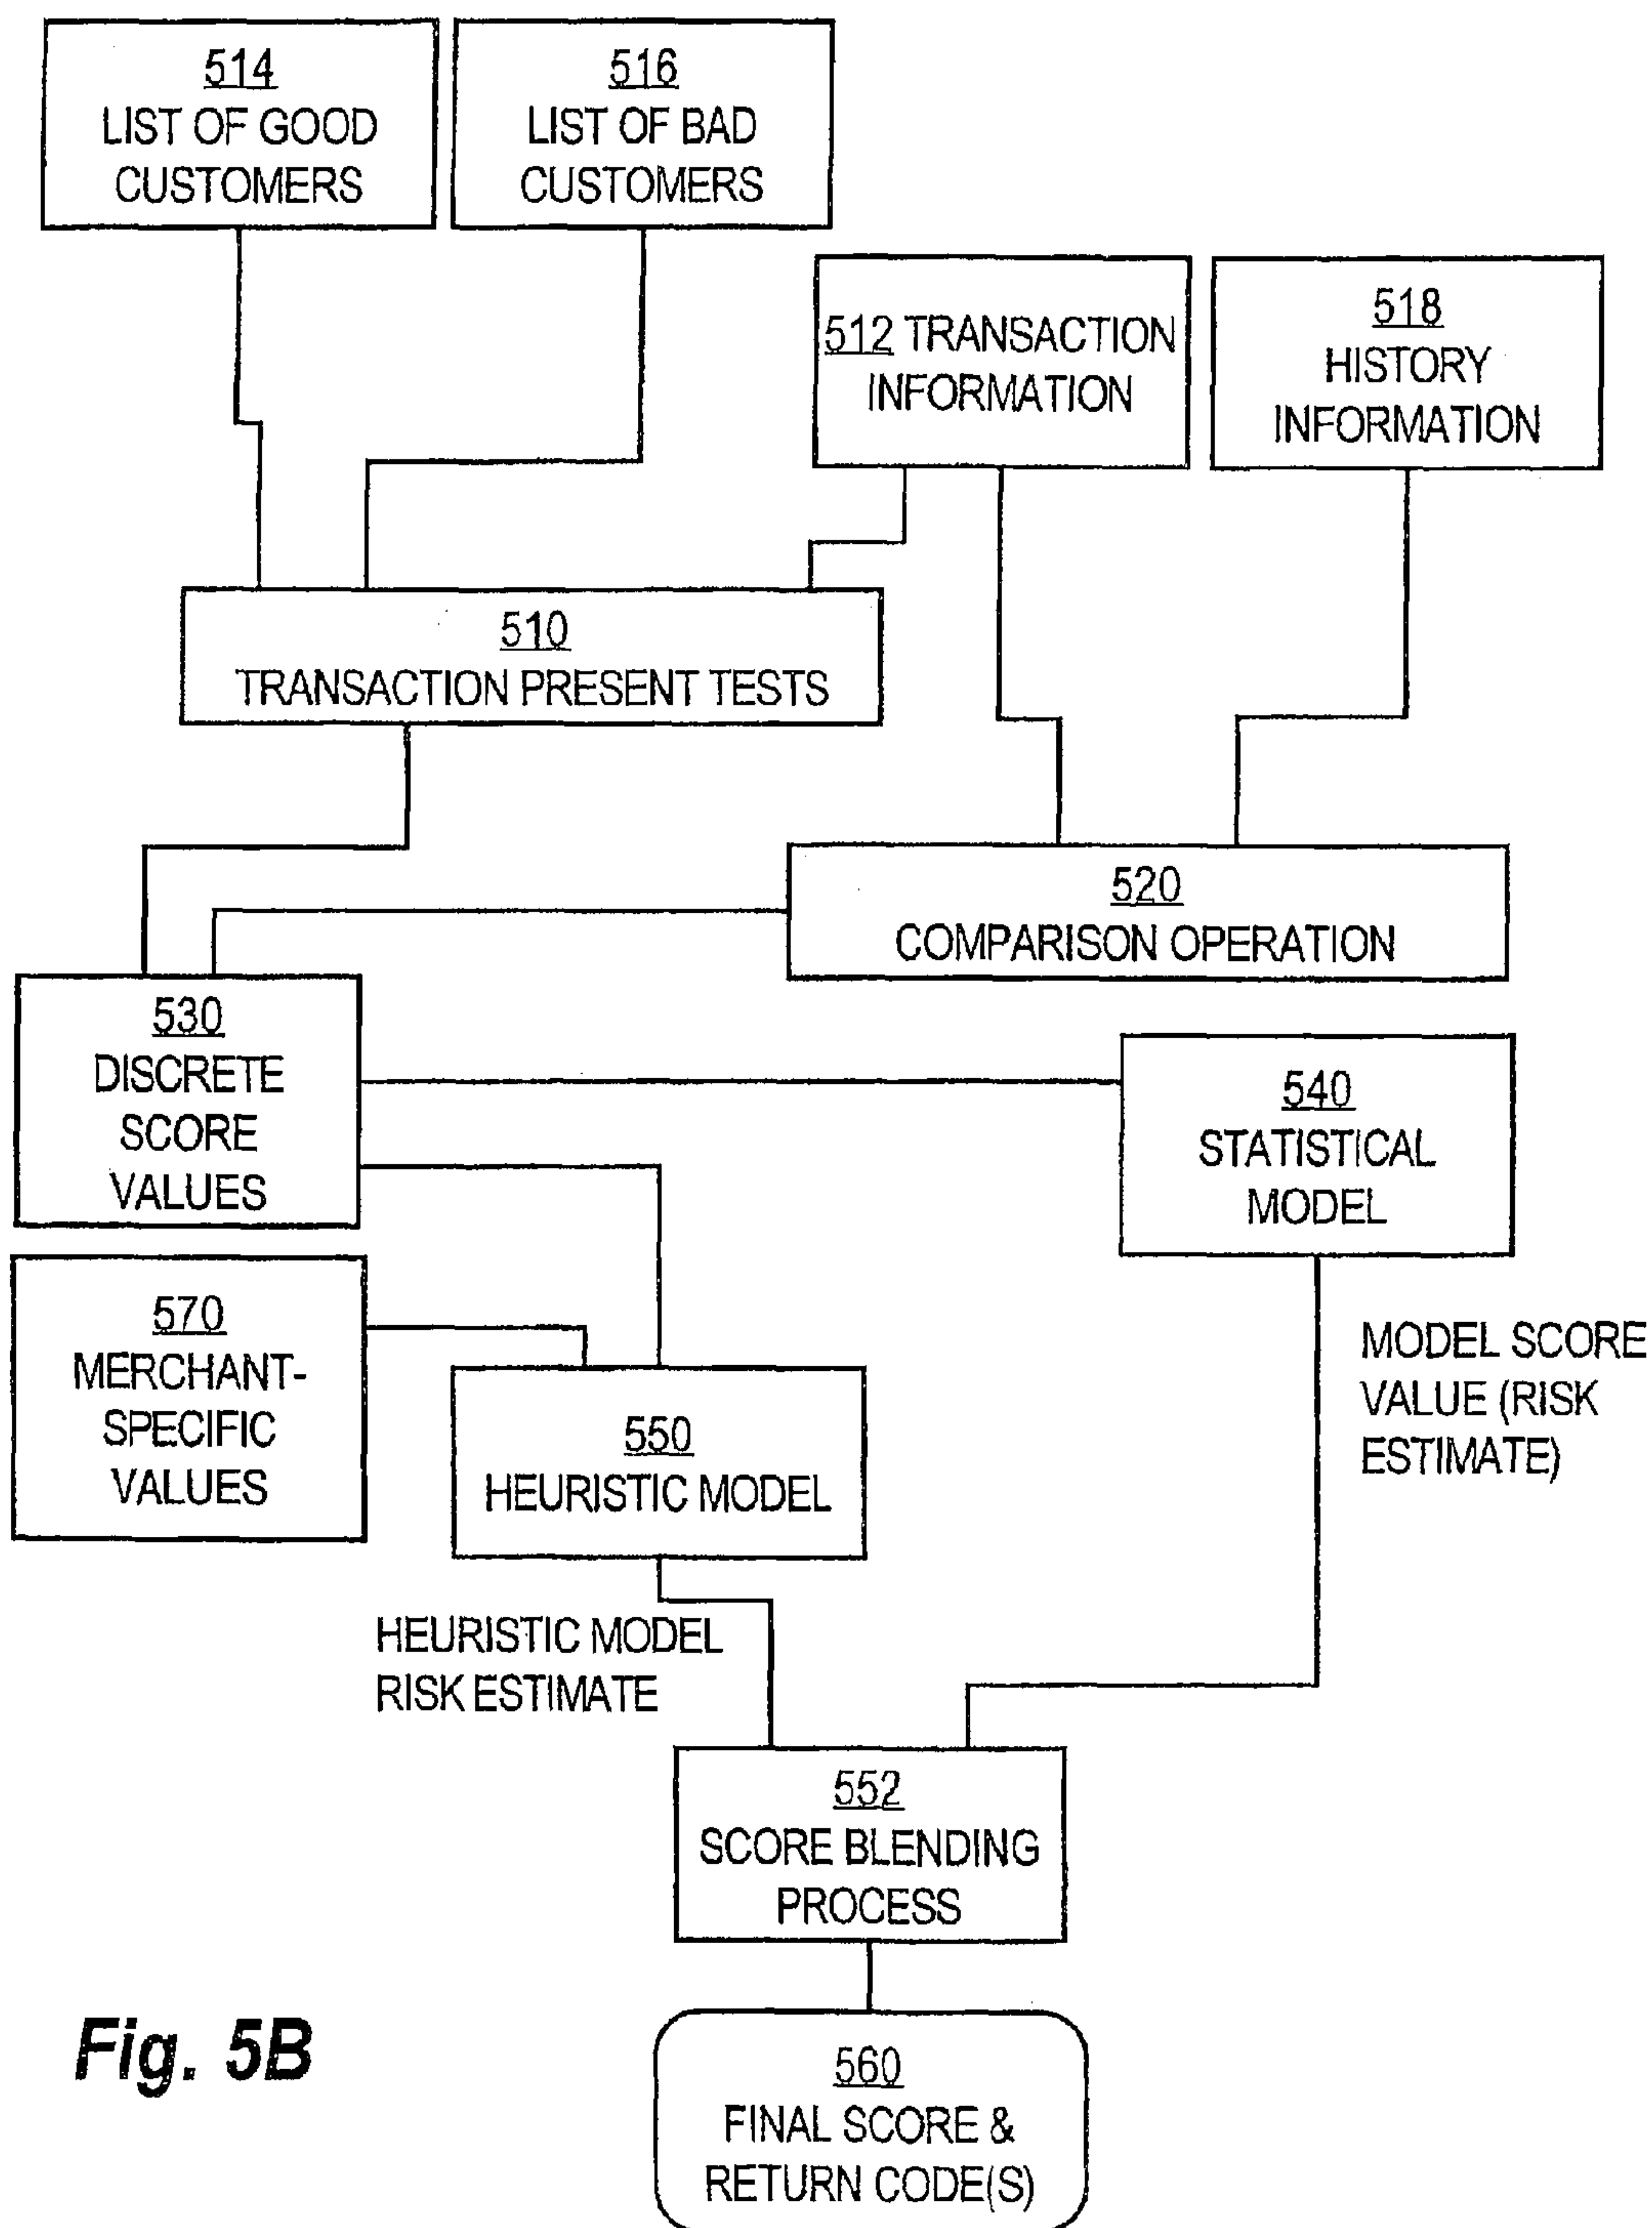 514
LIST OF GOOD
CUSTOMERS
516
LIST OF BAD
CUSTOMERS
512 TRANSACTION
INFORMATION
518
HISTORY
INFORMATION
510
TRANSACTION PRESENT TESTS
520
COMPARISON OPERATION
530
DISCRETE
SCORE
VALUES
540
STATISTICAL
MODEL
570
MERCHANT-
SPECIFIC
VALUES
550
HEURISTIC MODEL
MODEL SCORE
VALUE (RISK
ESTIMATE)
HEURISTIC MODEL
RISK ESTIMATE
552
SCORE BLENDING
PROCESS
560
FINAL SCORE &
RETURN CODE(S)
Fig. 5B